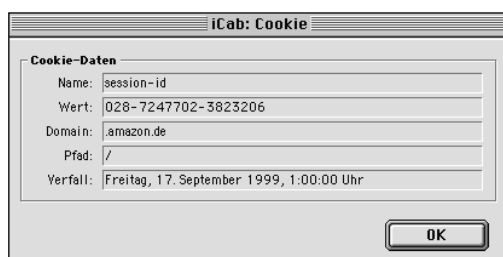 iCab: Cookie
Cookie-Daten
Name: session-id
Wert: 028-7247702-3823206
Domain: .amazon.de
Pfad: /
Verfall: Freitag, 17. September 1999, 1:00:00 Uhr
OK